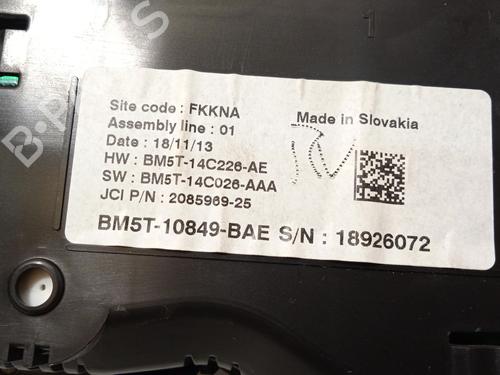 1
Site code : FKKNA
Assembly line : 01
Date : 18/11/13
HW : BM5T-14C226-AE
SW : BM5T-14C026-AAA
JCI P/N : 2085969-25
Made in Slovakia
BM5T-10849-BAE S/N : 18926072